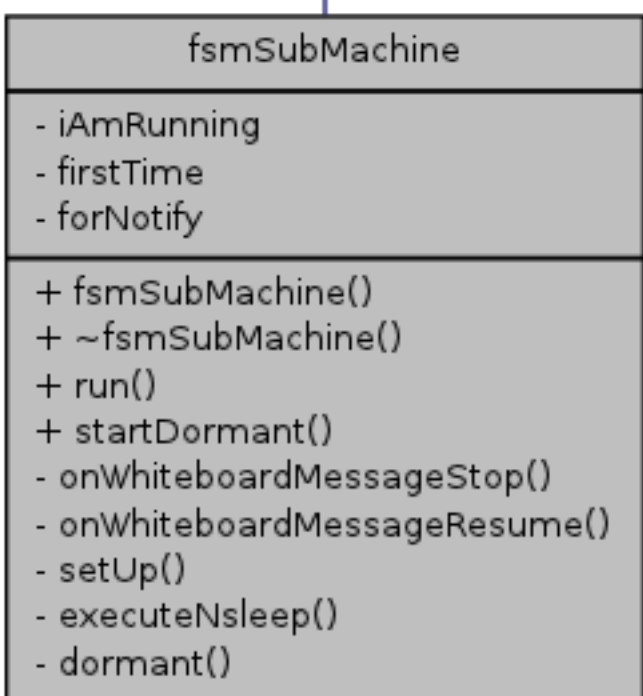 fsmSubMachine
- iAmRunning
- firstTime
- forNotify
+ fsmSubMachine()
+ ~fsmSubMachine()
+ run()
+ startDormant()
- onWhiteboardMessageStop()
- onWhiteboardMessageResume()
- setUp()
- executeNsleep()
- dormant()